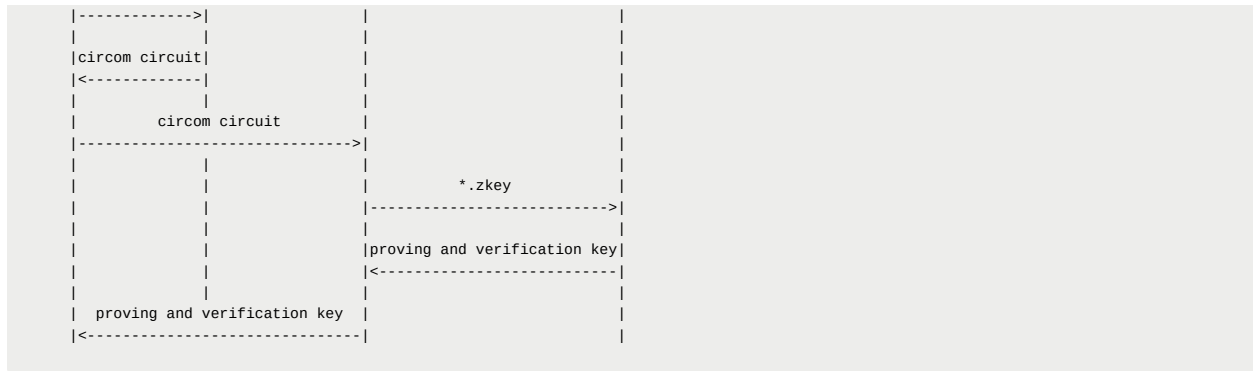 |------------->|                |                          |
|              |                |                          |
|circom circuit|                |                          |
|<-------------|                |                          |
|              |                |                          |
|         circom circuit        |                          |
|------------------------------>|                          |
|              |                |                          |
|              |                |          *.zkey          |
|              |                |------------------------->|
|              |                |                          |
|              |                |proving and verification key|
|              |                |<-------------------------|
|              |                |                          |
|  proving and verification key |                          |
|<------------------------------|                          |